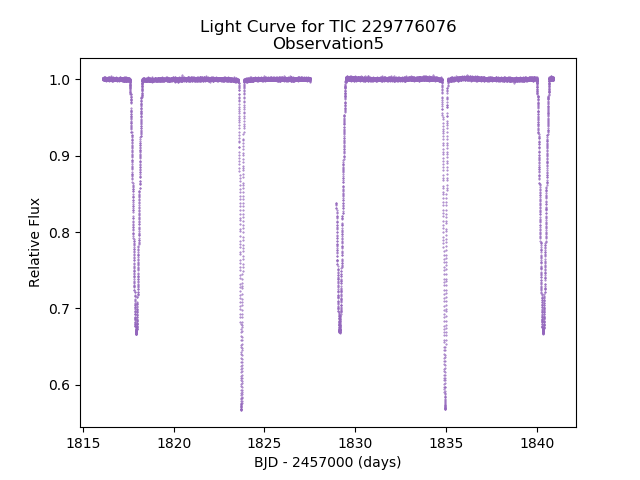 Light Curve for TIC 229776076
Observation5
1.0
0.9
0.8
0.7
0.6
Relative Flux
1815
1820
1825
1830
1835
1840
BJD - 2457000 (days)